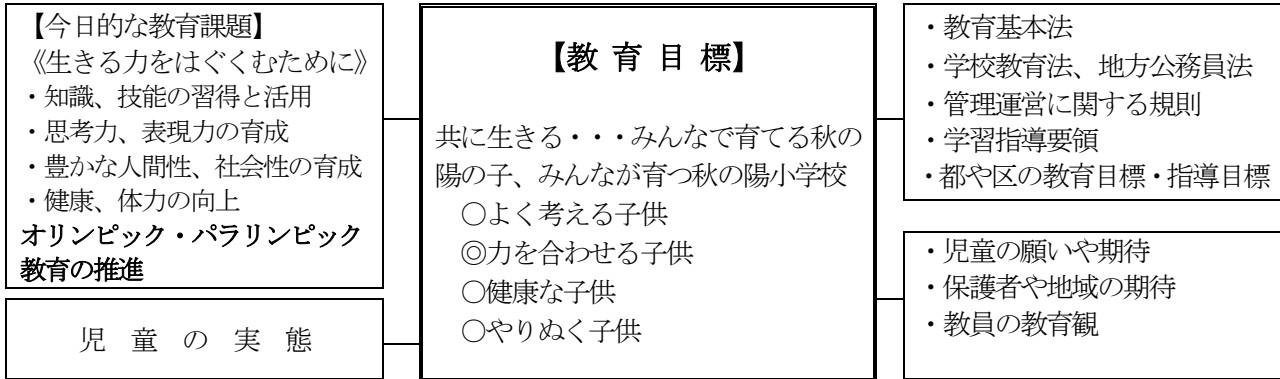 【今日的な教育課題】
《生きる力をはぐくむために》
・知識、技能の習得と活用
・思考力、表現力の育成
・豊かな人間性、社会性の育成
・健康、体力の向上
オリンピック・パラリンピック
教育の推進
児 童 の 実 態
【教 育 目 標】
共に生きる・・・みんなで育てる秋の
陽の子、みんなが育つ秋の陽小学校
○よく考える子供
◎力を合わせる子供
○健康な子供
○やりぬく子供
・教育基本法
・学校教育法、地方公務員法
・管理運営に関する規則
・学習指導要領
・都や区の教育目標・指導目標
・児童の願いや期待
・保護者や地域の期待
・教員の教育観